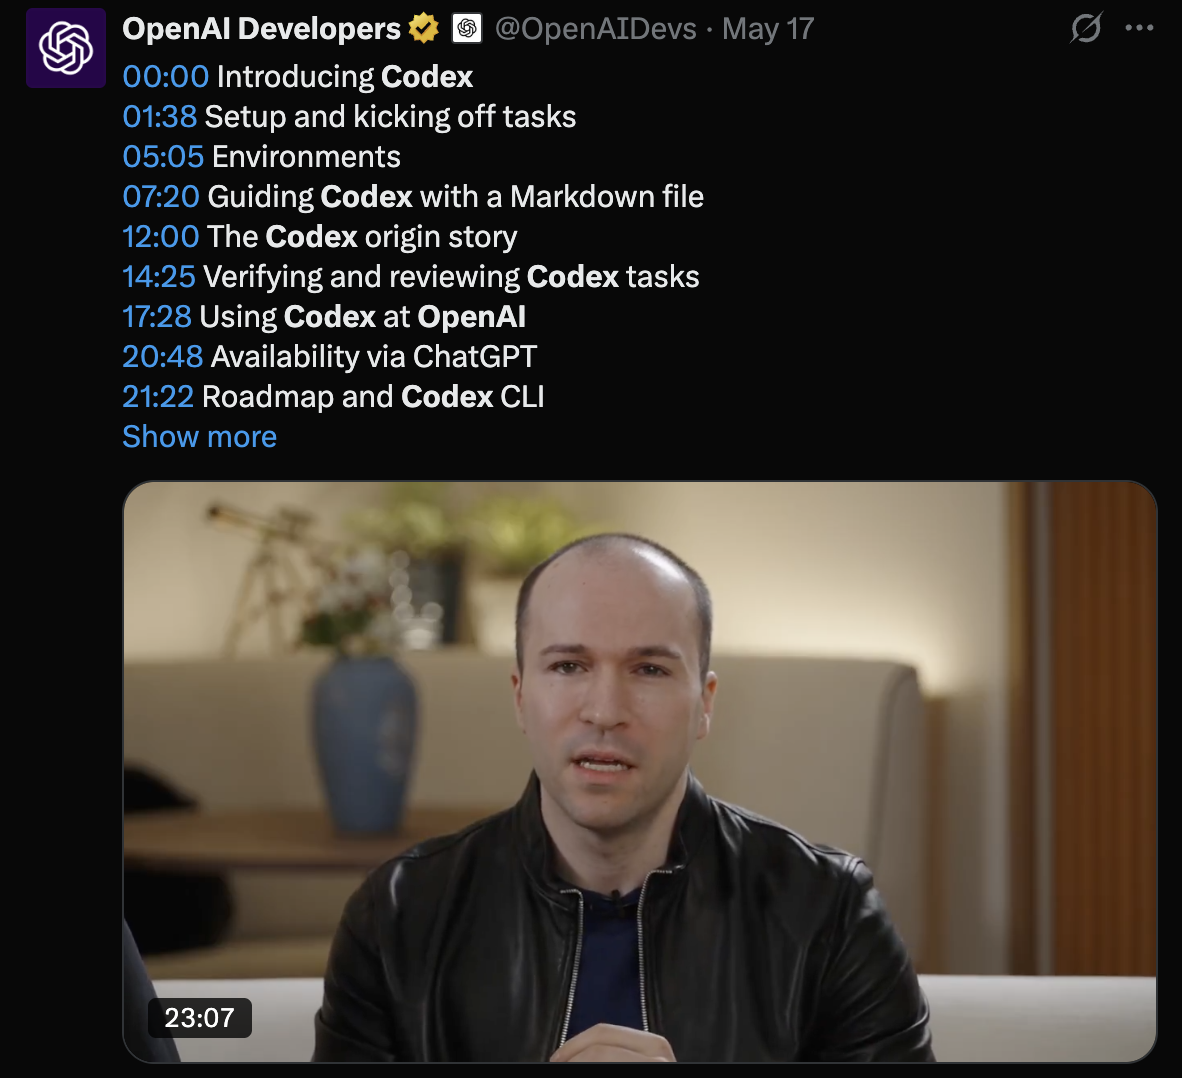 OpenAI Developers @OpenAIDevs · May 17
00:00 Introducing Codex
01:38 Setup and kicking off tasks
05:05 Environments
07:20 Guiding Codex with a Markdown file
12:00 The Codex origin story
14:25 Verifying and reviewing Codex tasks
17:28 Using Codex at OpenAI
20:48 Availability via ChatGPT
21:22 Roadmap and Codex CLI
Show more
23:07